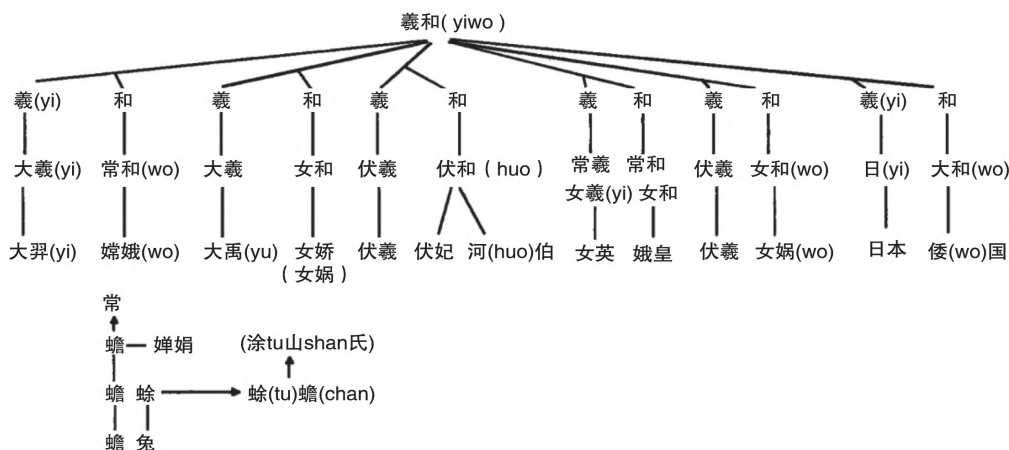 羲和(yiwo)
羲(yi) 和 羲 和 羲 和 羲 和 羲 和 羲(yi) 和
大羲(yi) 常和(wo) 大羲 女和 伏羲 伏和(huo) 常羲 常和 伏羲 女和(wo) 日(yi) 大和(wo)
女羲(yi) 女和
大羿(yi) 嫦娥(wo) 大禹(yu) 女娇 伏羲 伏妃 河(huo)伯 女英 娥皇 伏羲 女娲(wo) 日本 倭(wo)国
(女娲)
常
蟾 婵娟 (涂tu山shan氏)
蟾 蜍 蜍(tu)蟾(chan)
蟾 兔